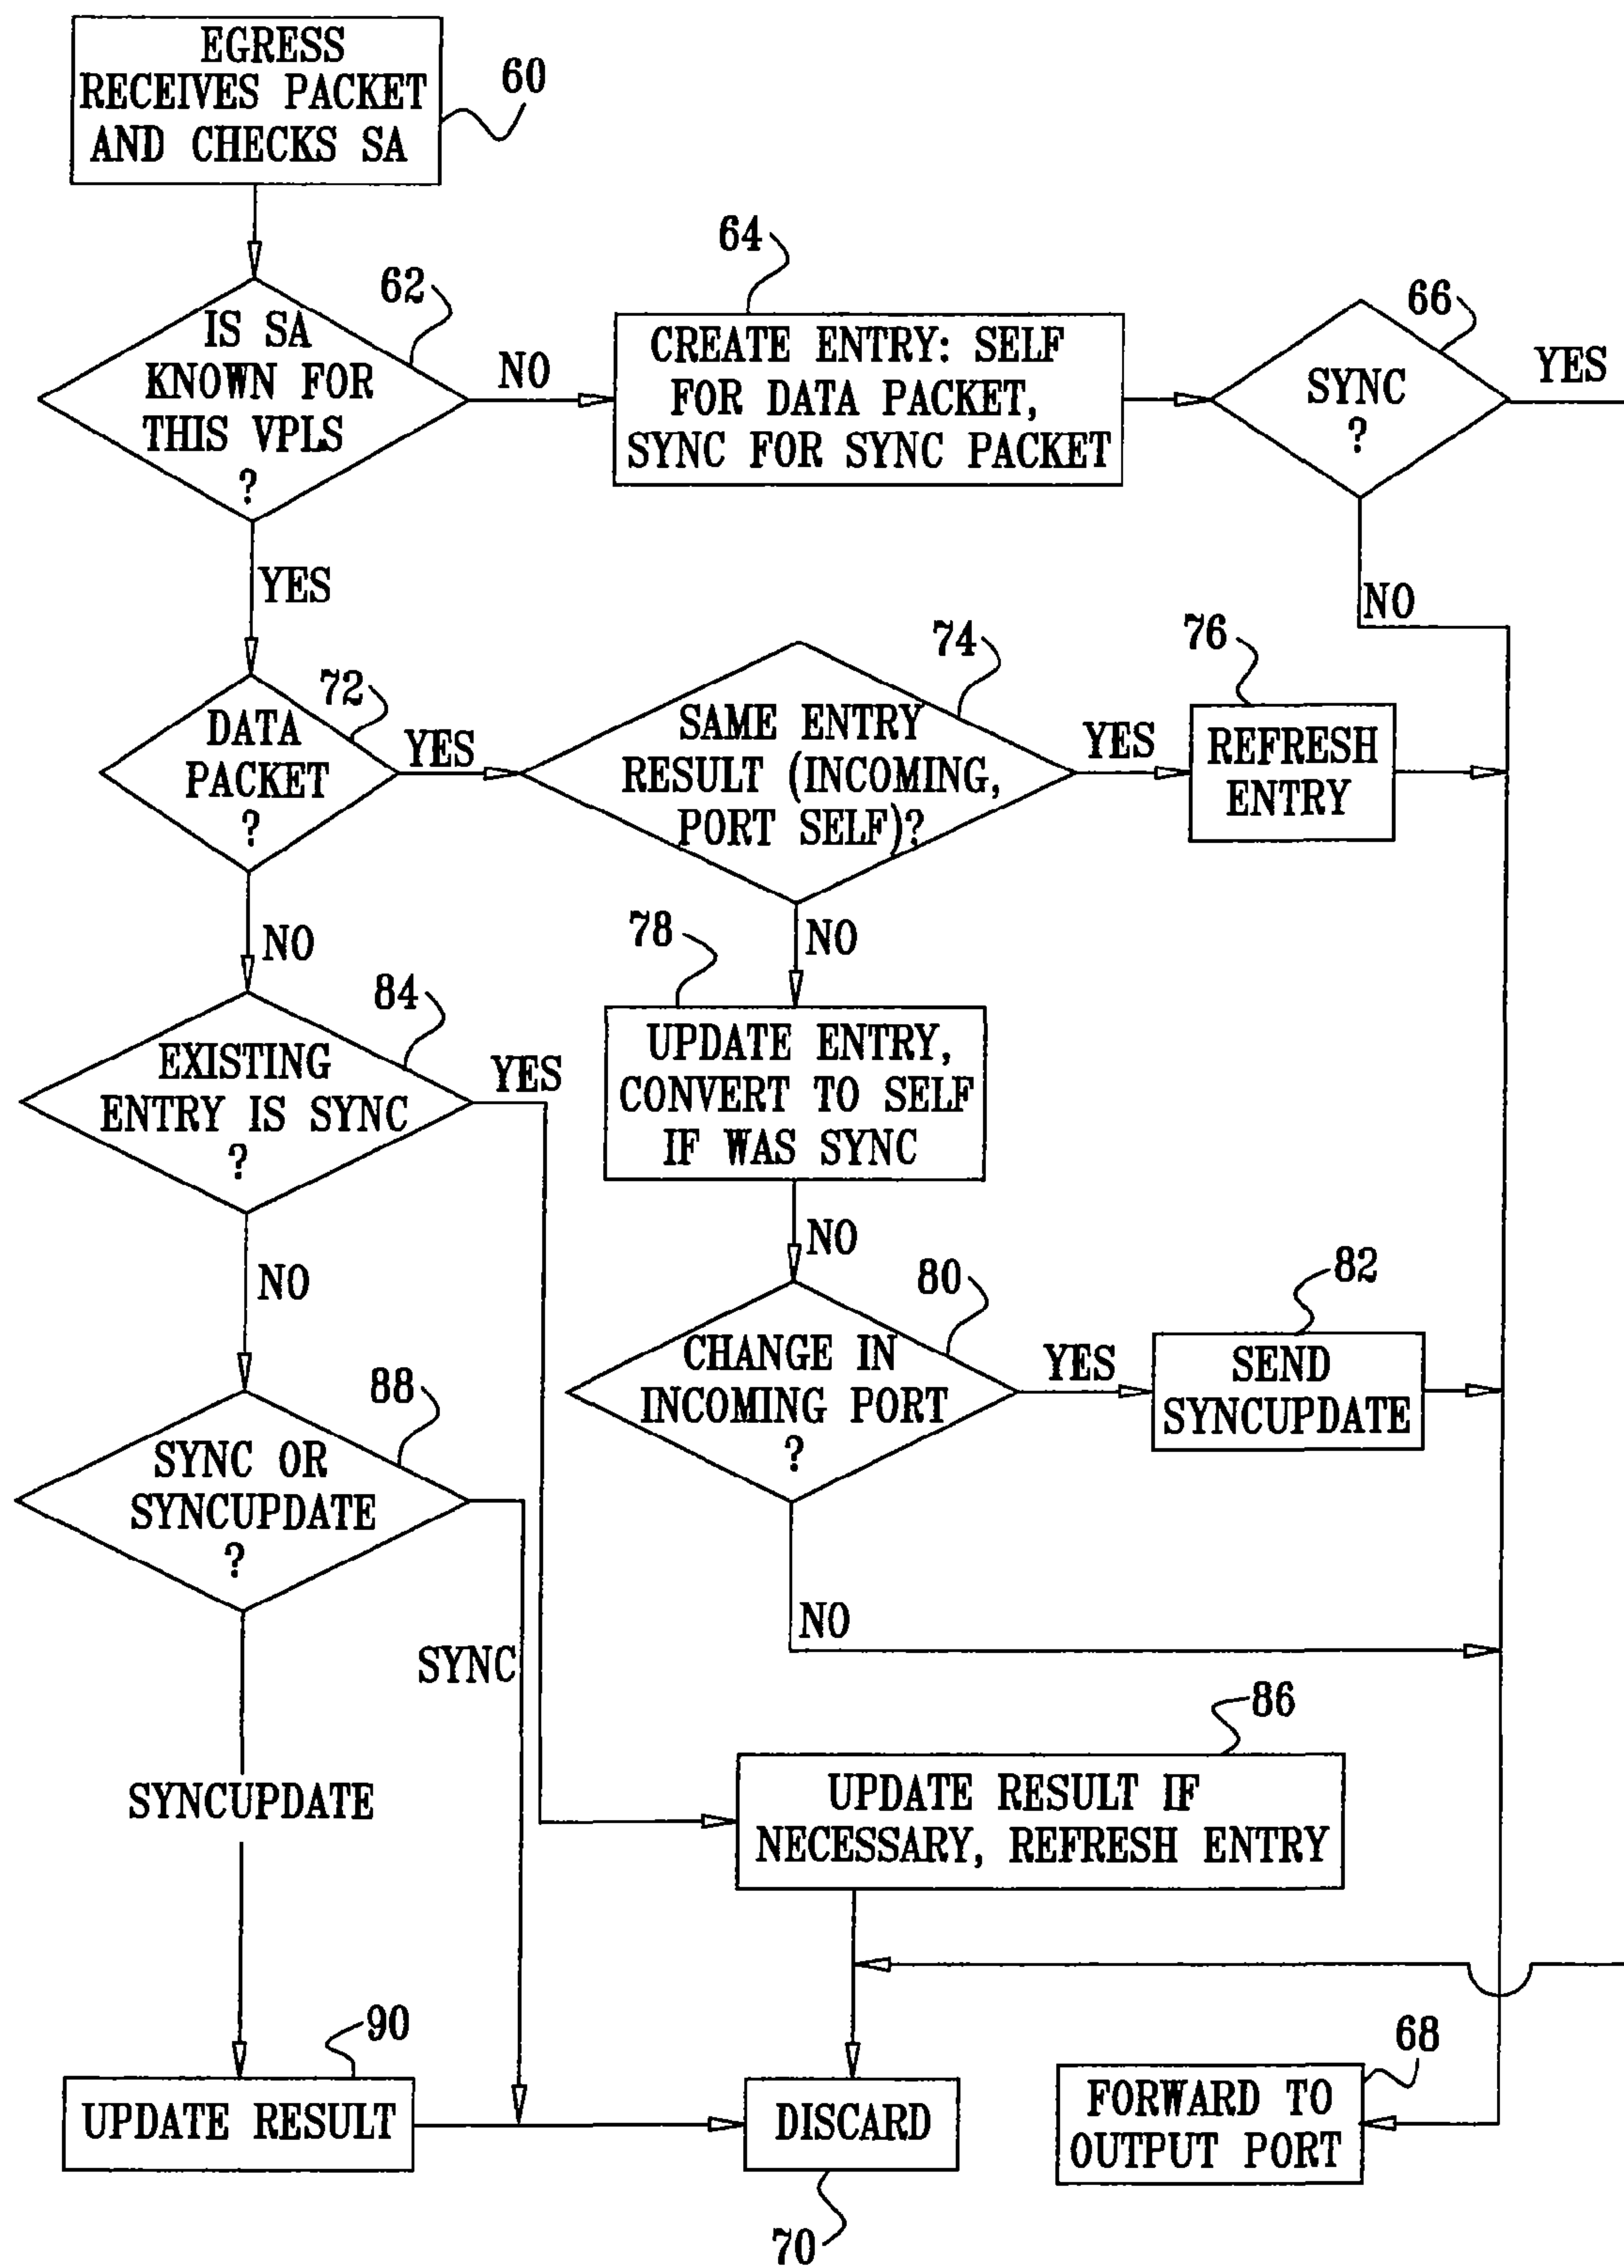 EGRESS
RECEIVES PACKET
AND CHECKS SA
60
IS SA
KNOWN FOR
THIS VPLS
?
62
NO
CREATE ENTRY: SELF
FOR DATA PACKET,
SYNC FOR SYNC PACKET
64
SYNC
?
66
YES
NO
YES
DATA
PACKET
?
72
YES
SAME ENTRY
RESULT (INCOMING,
PORT SELF)?
74
YES
REFRESH
ENTRY
76
NO
NO
EXISTING
ENTRY IS SYNC
?
84
YES
UPDATE ENTRY,
CONVERT TO SELF
IF WAS SYNC
78
NO
NO
CHANGE IN
INCOMING PORT
?
80
YES
SEND
SYNCUPDATE
82
NO
SYNC OR
SYNCUPDATE
?
88
SYNC
SYNCUPDATE
UPDATE RESULT IF
NECESSARY, REFRESH ENTRY
86
UPDATE RESULT
90
DISCARD
70
FORWARD TO
OUTPUT PORT
68